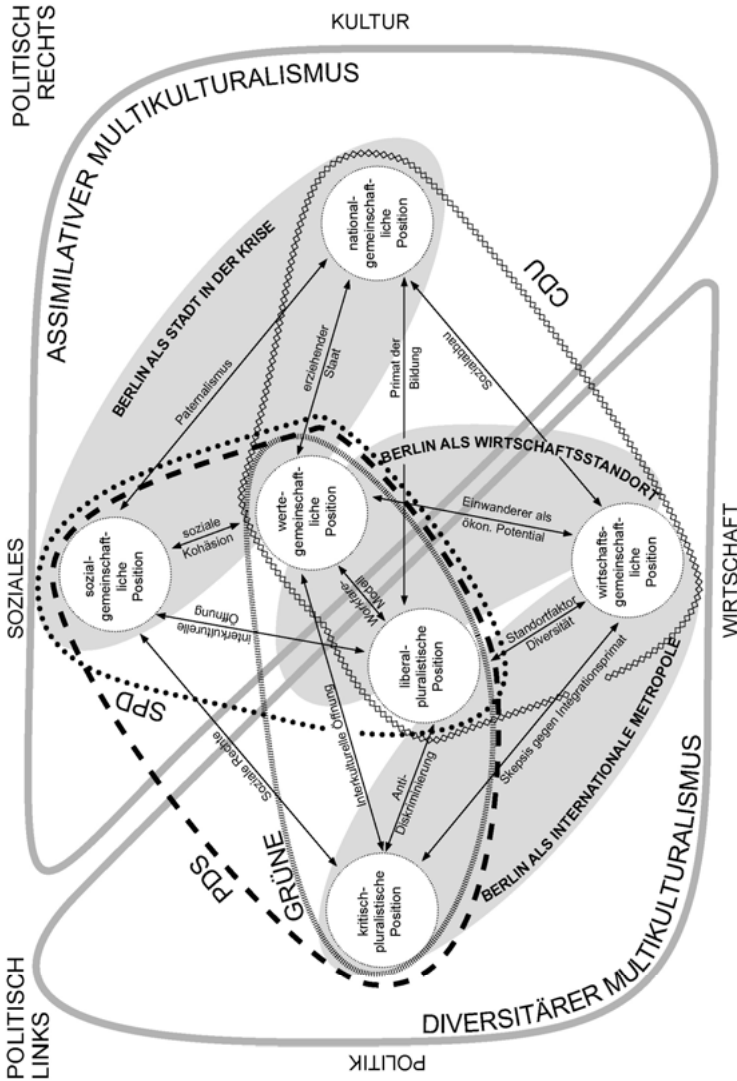 POLITISCH
LINKS
POLITISCH
RECHTS
SOZIALES
KULTUR
POLITIK
WIRTSCHAFT
ASSIMILATIVER MULTIKULTURALISMUS
DIVERSITÄRER MULTIKULTURALISMUS
BERLIN ALS STADT IN DER KRISE
BERLIN ALS WIRTSCHAFTSSTANDORT
BERLIN ALS INTERNATIONALE METROPOLE
PDS
SPD
GRÜNE
CDU
sozial-
gemeinschaft-
liche
Position
werte-
gemeinschaft-
liche
Position
national-
gemeinschaft-
liche
Position
kritisch-
pluralistische
Position
liberal-
pluralistische
Position
wirtschafts-
gemeinschaft-
liche
Position
Paternalismus
erziehender
Staat
Primat der
Bildung
Sozialabbau
soziale
Kohäsion
interkulturelle
Öffnung
Workfare-
Modell
Einwanderer als
ökon. Potential
Soziale Rechte
Interkulturelle Öffnung
Anti-
Diskriminierung
Standortfaktor
Diversität
Skepsis gegen Integrationsprimat